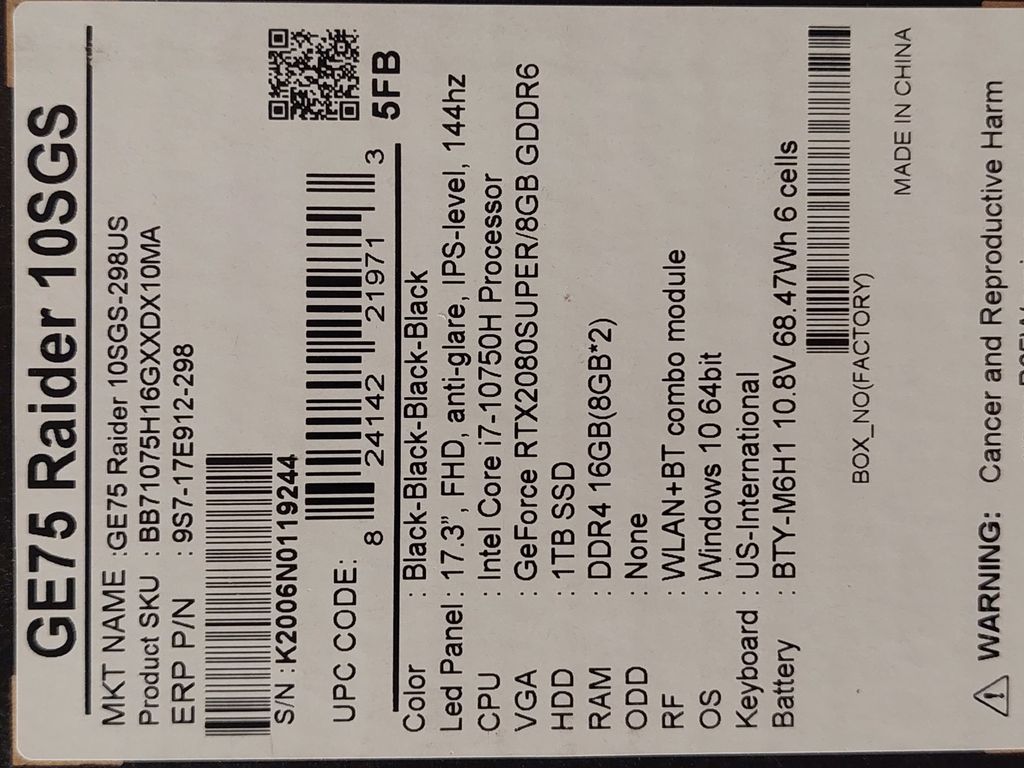 GE75 Raider 10SGS
MKT NAME :GE75 Raider 10SGS-298US
Product SKU : BB71075H16GXXDX10MA
ERP P/N : 9S7-17E912-298
S/N :K2006N0119244
5FB
UPC CODE:
8 24142 21971 3
Color : Black-Black-Black-Black
Led Panel : 17.3", FHD, anti-glare, IPS-level, 144hz
CPU : Intel Core i7-10750H Processor
VGA : GeForce RTX2080SUPER/8GB GDDR6
HDD : 1TB SSD
RAM : DDR4 16GB(8GB*2)
ODD : None
RF : WLAN+BT combo module
OS : Windows 10 64bit
Keyboard : US-International
Battery : BTY-M6H1 10.8V 68.47Wh 6 cells
BOX_NO(FACTORY)
MADE IN CHINA
WARNING: Cancer and Reproductive Harm